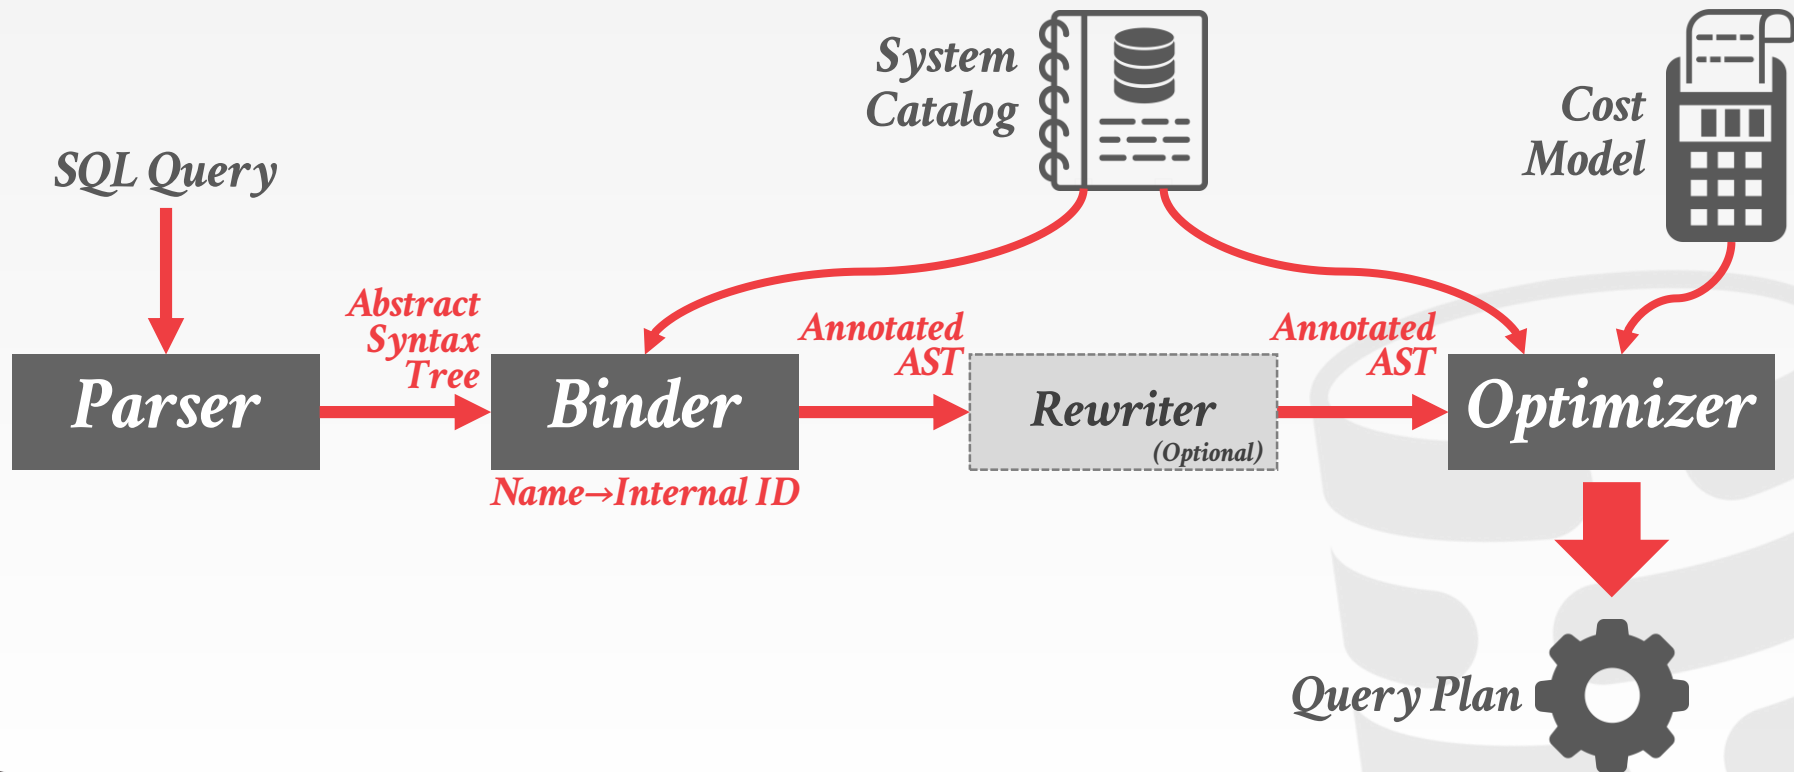 System
Catalog
Cost
Model
SQL Query
Abstract
Syntax
Tree
Annotated
AST
Annotated
AST
Parser
Binder
Rewriter
(Optional)
Optimizer
Name→Internal ID
Query Plan